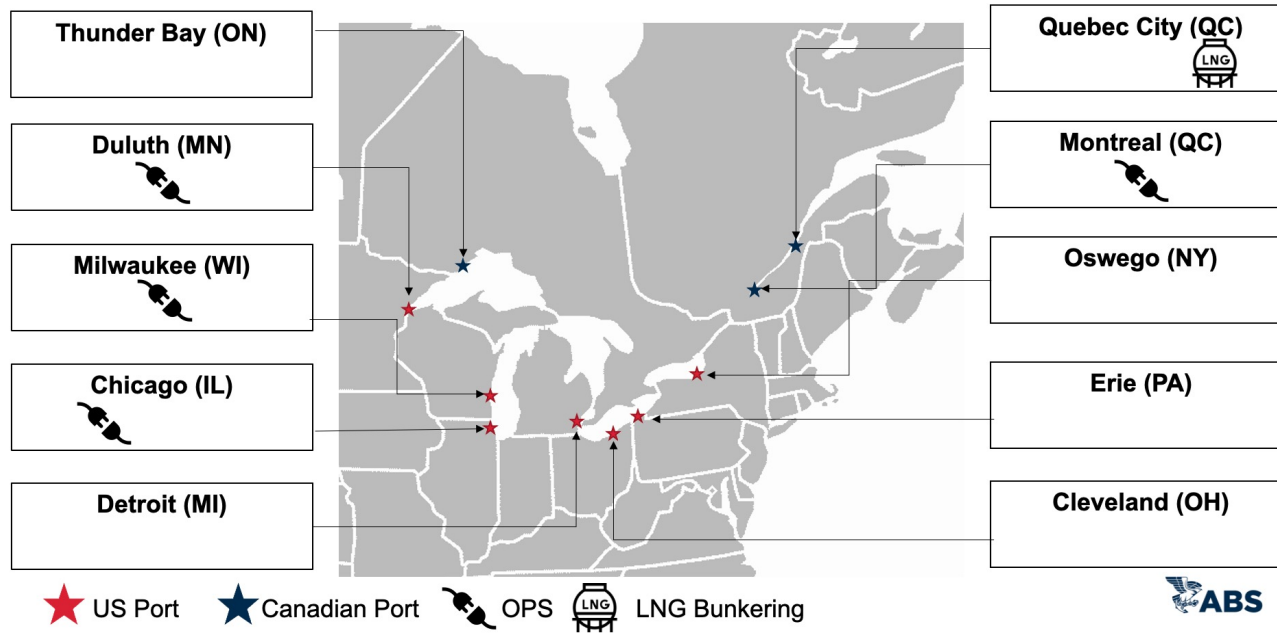 Thunder Bay (ON)
Duluth (MN)
Milwaukee (WI)
Chicago (IL)
Detroit (MI)
Quebec City (QC)
LNG
Montreal (QC)
Oswego (NY)
Erie (PA)
Cleveland (OH)
US Port
Canadian Port
OPS
LNG
LNG Bunkering
ABS